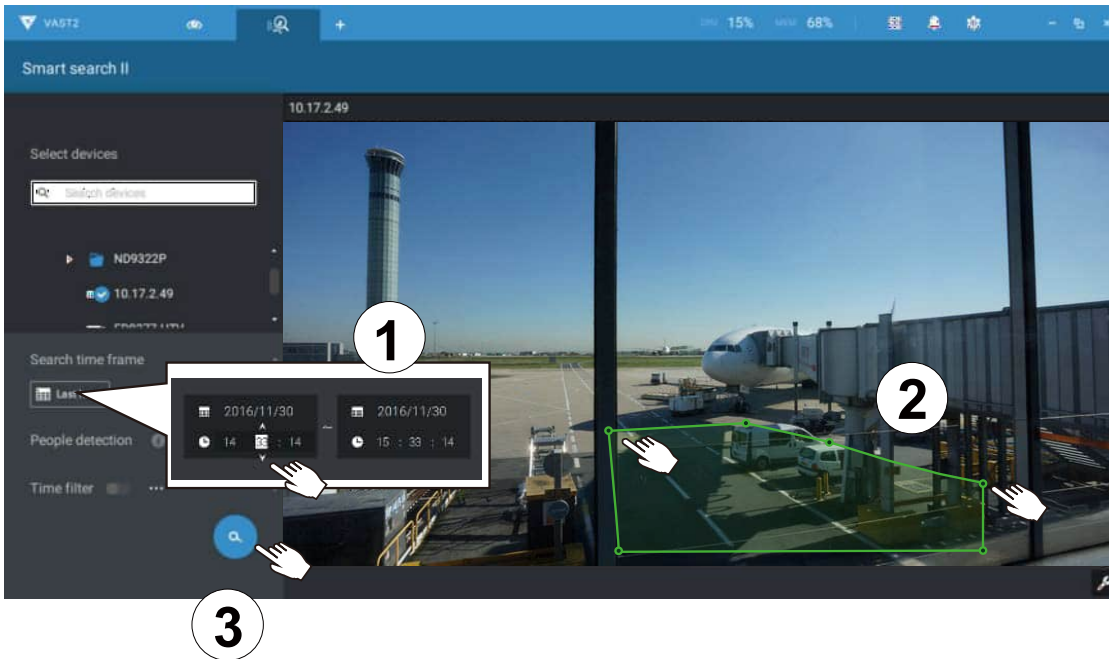 VAST2
15% 68%
Smart search II
10.17.2.49
Select devices
Search devices
ND9322P
10.17.2.49
1
Search time frame
Last
2016/11/30 ~ 2016/11/30
14 : 33 : 14 15 : 33 : 14
2
People detection
Time filter
3